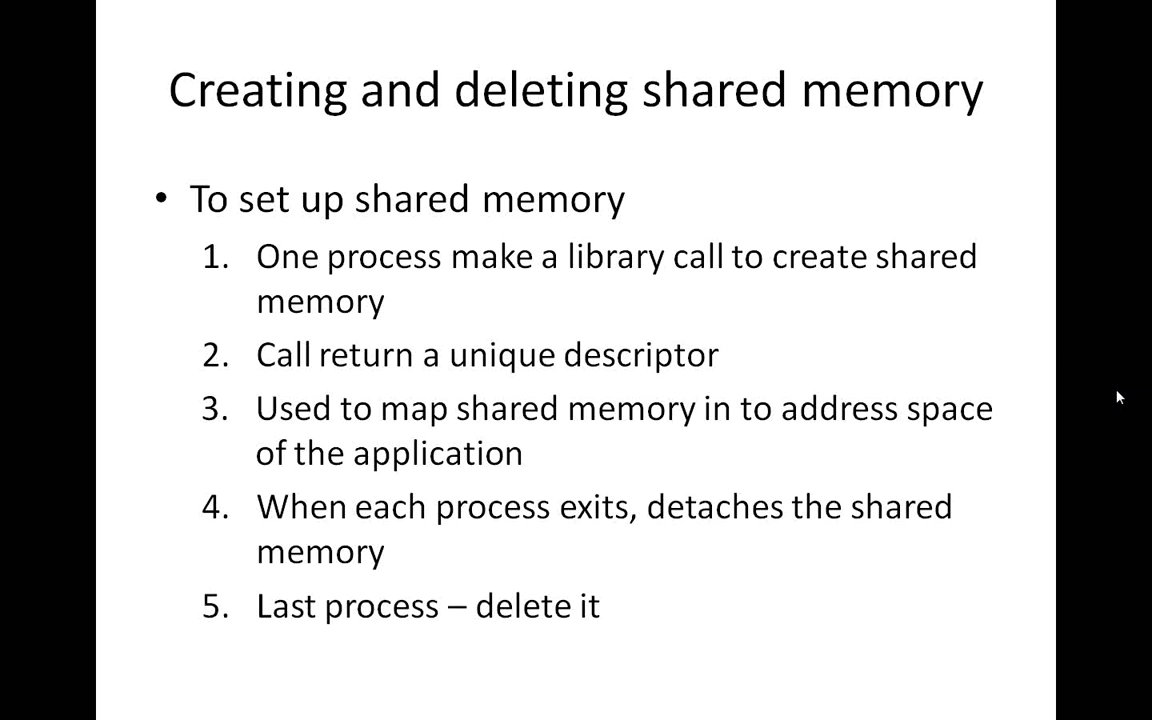 Creating and deleting shared memory
• To set up shared memory
1. One process make a library call to create shared
memory
2. Call return a unique descriptor
3. Used to map shared memory in to address space
of the application
4. When each process exits, detaches the shared
memory
5. Last process – delete it